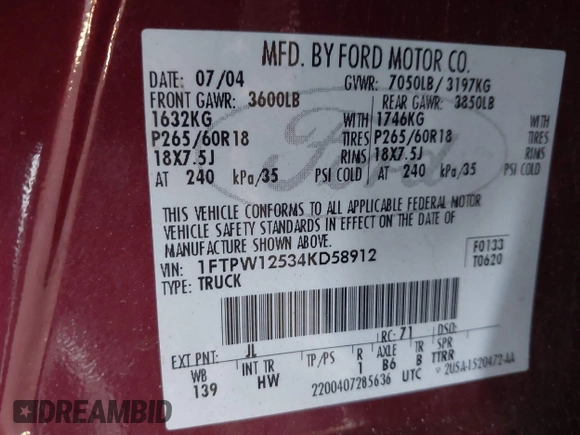 MFD. BY FORD MOTOR CO.
DATE: 07/04 GVWR: 7050LB/ 3197KG
FRONT GAWR: 3600LB REAR GAWR: 3850LB
1632KG WITH 1746KG WITH
P265/60R18 TIRES P265/60R18 TIRES
18X7.5J RIMS 18X7.5J RIMS
AT 240 kPa/35 PSI COLD AT 240 kPa/35 PSI COLD
Ford
THIS VEHICLE CONFORMS TO ALL APPLICABLE FEDERAL MOTOR
VEHICLE SAFETY STANDARDS IN EFFECT ON THE DATE OF
MANUFACTURE SHOWN ABOVE.
VIN: 1FTPW12534KD58912 F0133
TYPE: TRUCK T0620
RC: 71 DSO:
EXT PNT: JL
WB INT TR TP/PS R AXLE TR SPR
139 HW 1 B6 B TTRR
2200407285636 UTC
2U5A-1520472-AA
DREAMBID